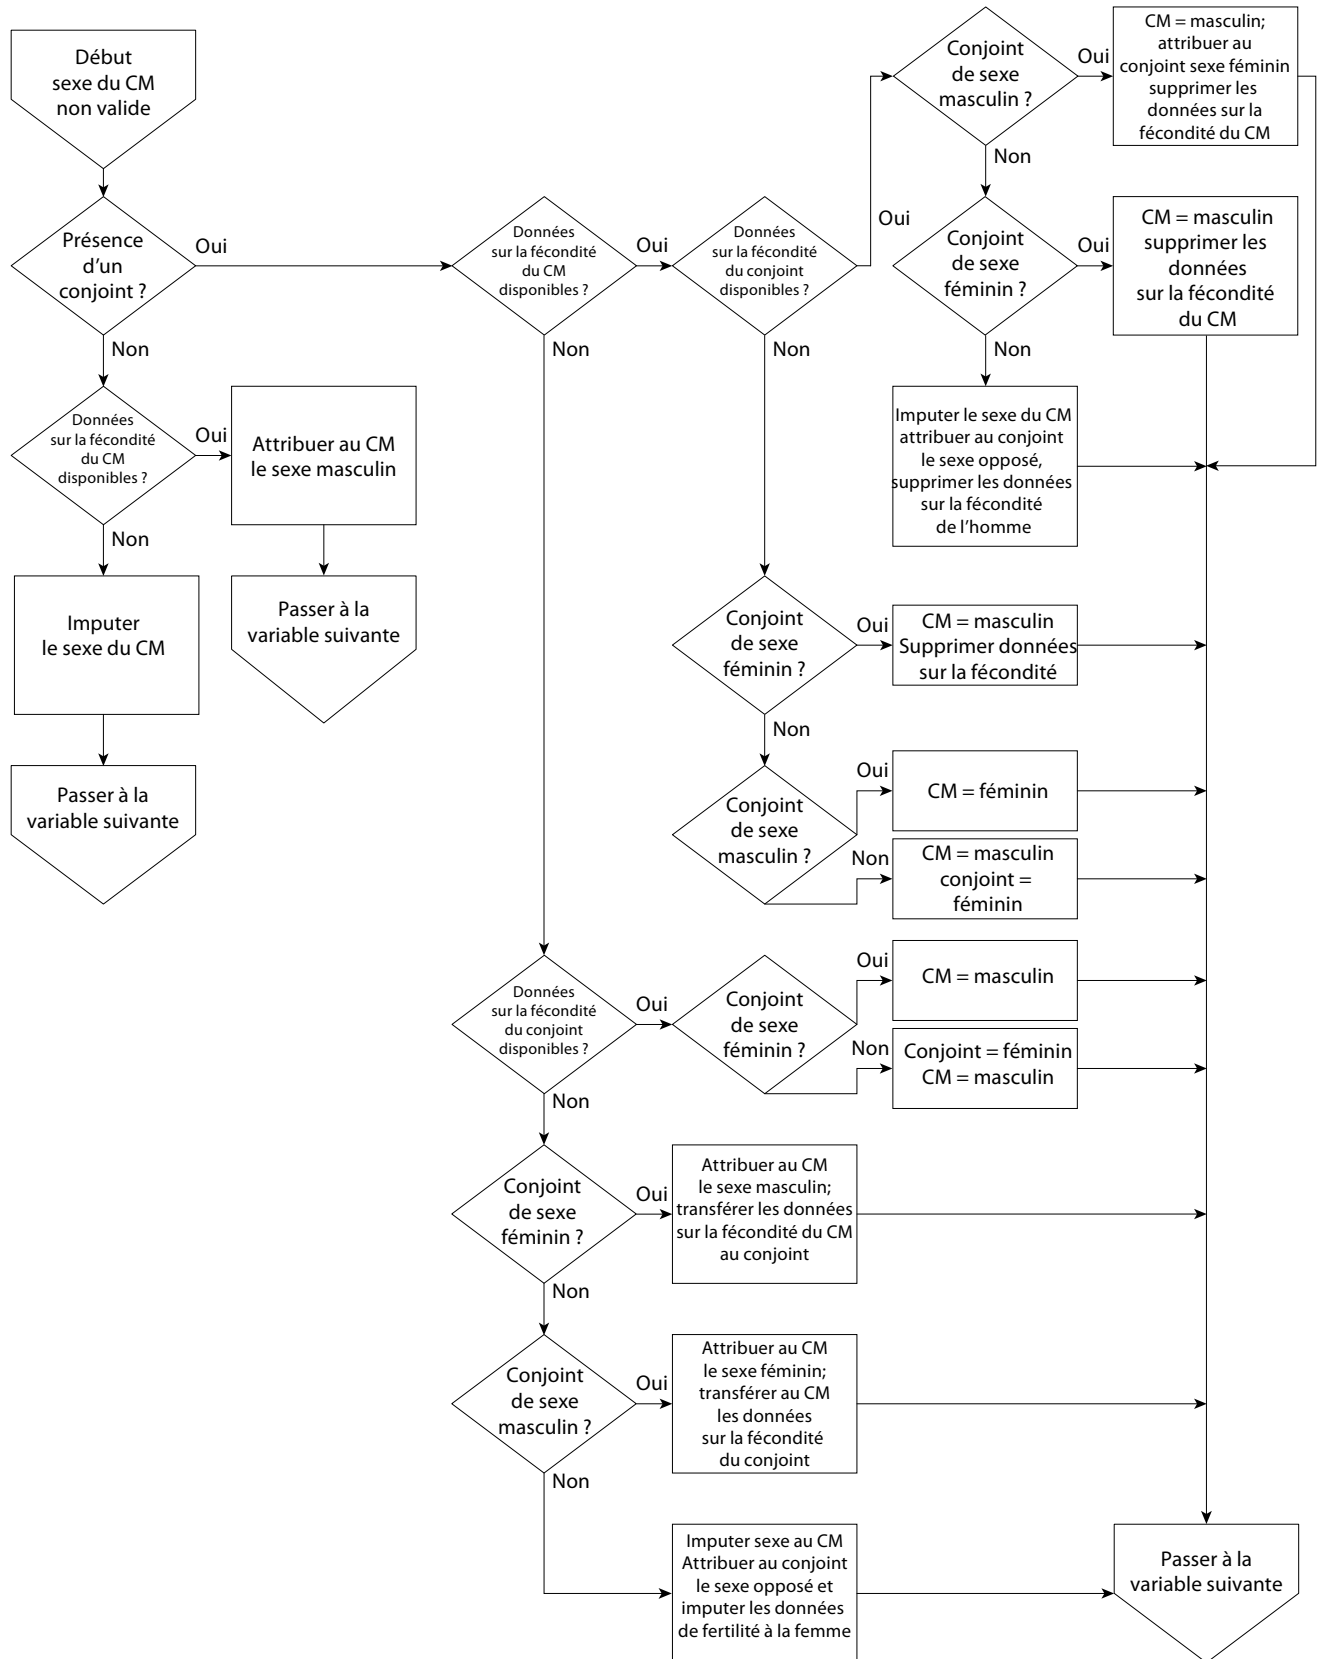 Début
sexe du CM
non valide
Présence
d'un
conjoint ?
Oui
Non
Données
sur la fécondité
du CM
disponibles ?
Oui
Non
Attribuer au CM
le sexe masculin
Passer à la
variable suivante
Imputer
le sexe du CM
Passer à la
variable suivante
Données
sur la fécondité
du CM
disponibles ?
Oui
Non
Données
sur la fécondité
du conjoint
disponibles ?
Oui
Non
Conjoint
de sexe
masculin ?
Oui
Non
CM = masculin;
attribuer au
conjoint sexe féminin
supprimer les
données sur la
fécondité du CM
Conjoint
de sexe
féminin ?
Oui
Non
CM = masculin
supprimer les
données
sur la fécondité
du CM
Imputer le sexe du CM
attribuer au conjoint
le sexe opposé,
supprimer les données
sur la fécondité
de l'homme
Conjoint
de sexe
féminin ?
Oui
Non
CM = masculin
Supprimer données
sur la fécondité
Conjoint
de sexe
masculin ?
Oui
CM = féminin
Non
CM = masculin
conjoint =
féminin
Données
sur la fécondité
du conjoint
disponibles ?
Oui
Non
Conjoint
de sexe
féminin ?
Oui
CM = masculin
Non
Conjoint = féminin
CM = masculin
Conjoint
de sexe
féminin ?
Oui
Non
Attribuer au CM
le sexe masculin;
transférer les données
sur la fécondité du CM
au conjoint
Conjoint
de sexe
masculin ?
Oui
Non
Attribuer au CM
le sexe féminin;
transférer au CM
les données
sur la fécondité
du conjoint
Imputer sexe au CM
Attribuer au conjoint
le sexe opposé et
imputer les données
de fertilité à la femme
Passer à la
variable suivante